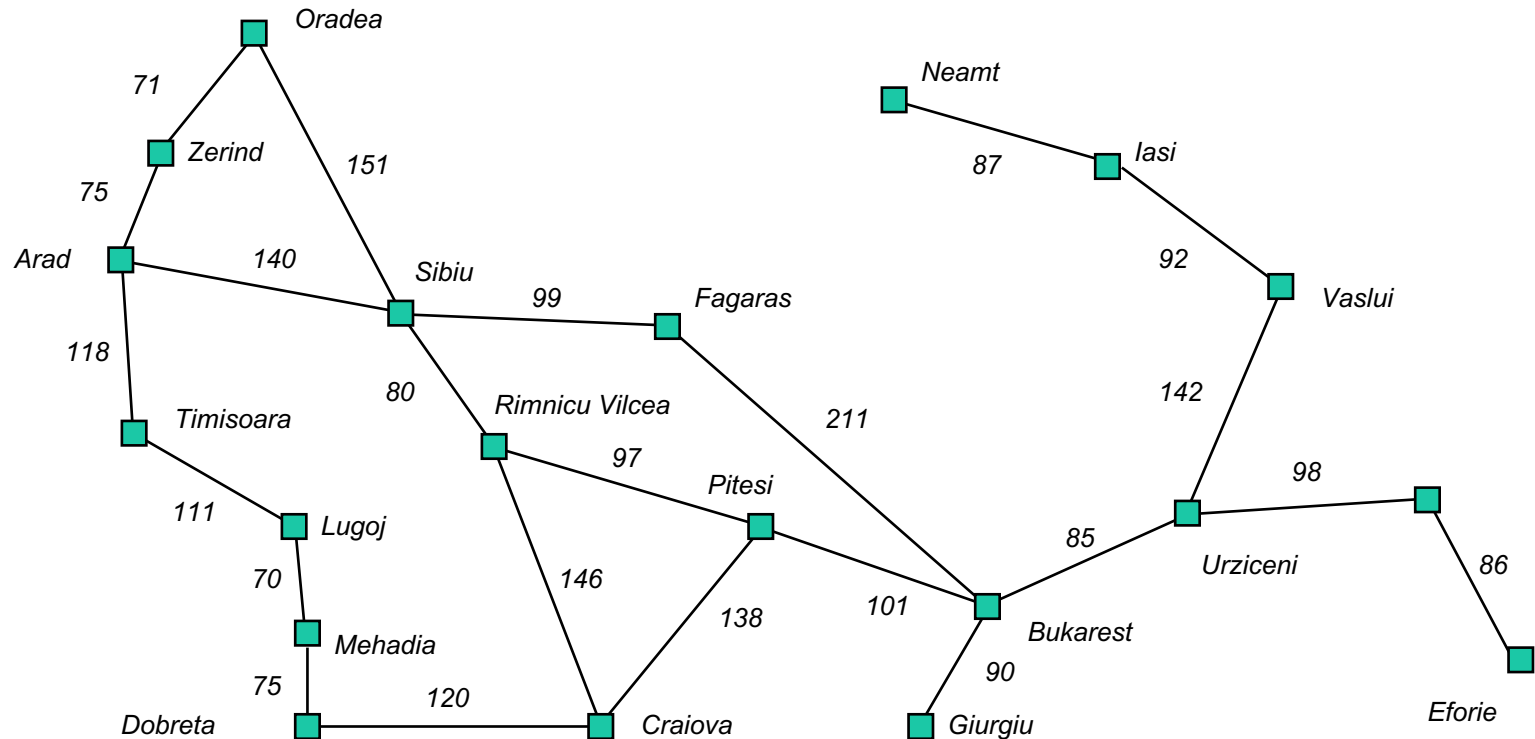 Oradea
71
Neamt
Zerind
151
Iasi
87
75
Arad
140
Sibiu
92
99
Fagaras
Vaslui
118
80
142
Timisoara
Rimnicu Vilcea
211
97
Pitesi
98
111
Lugoj
85
Urziceni
86
70
146
101
138
Bukarest
Mehadia
90
75
120
Dobreta
Craiova
Giurgiu
Eforie